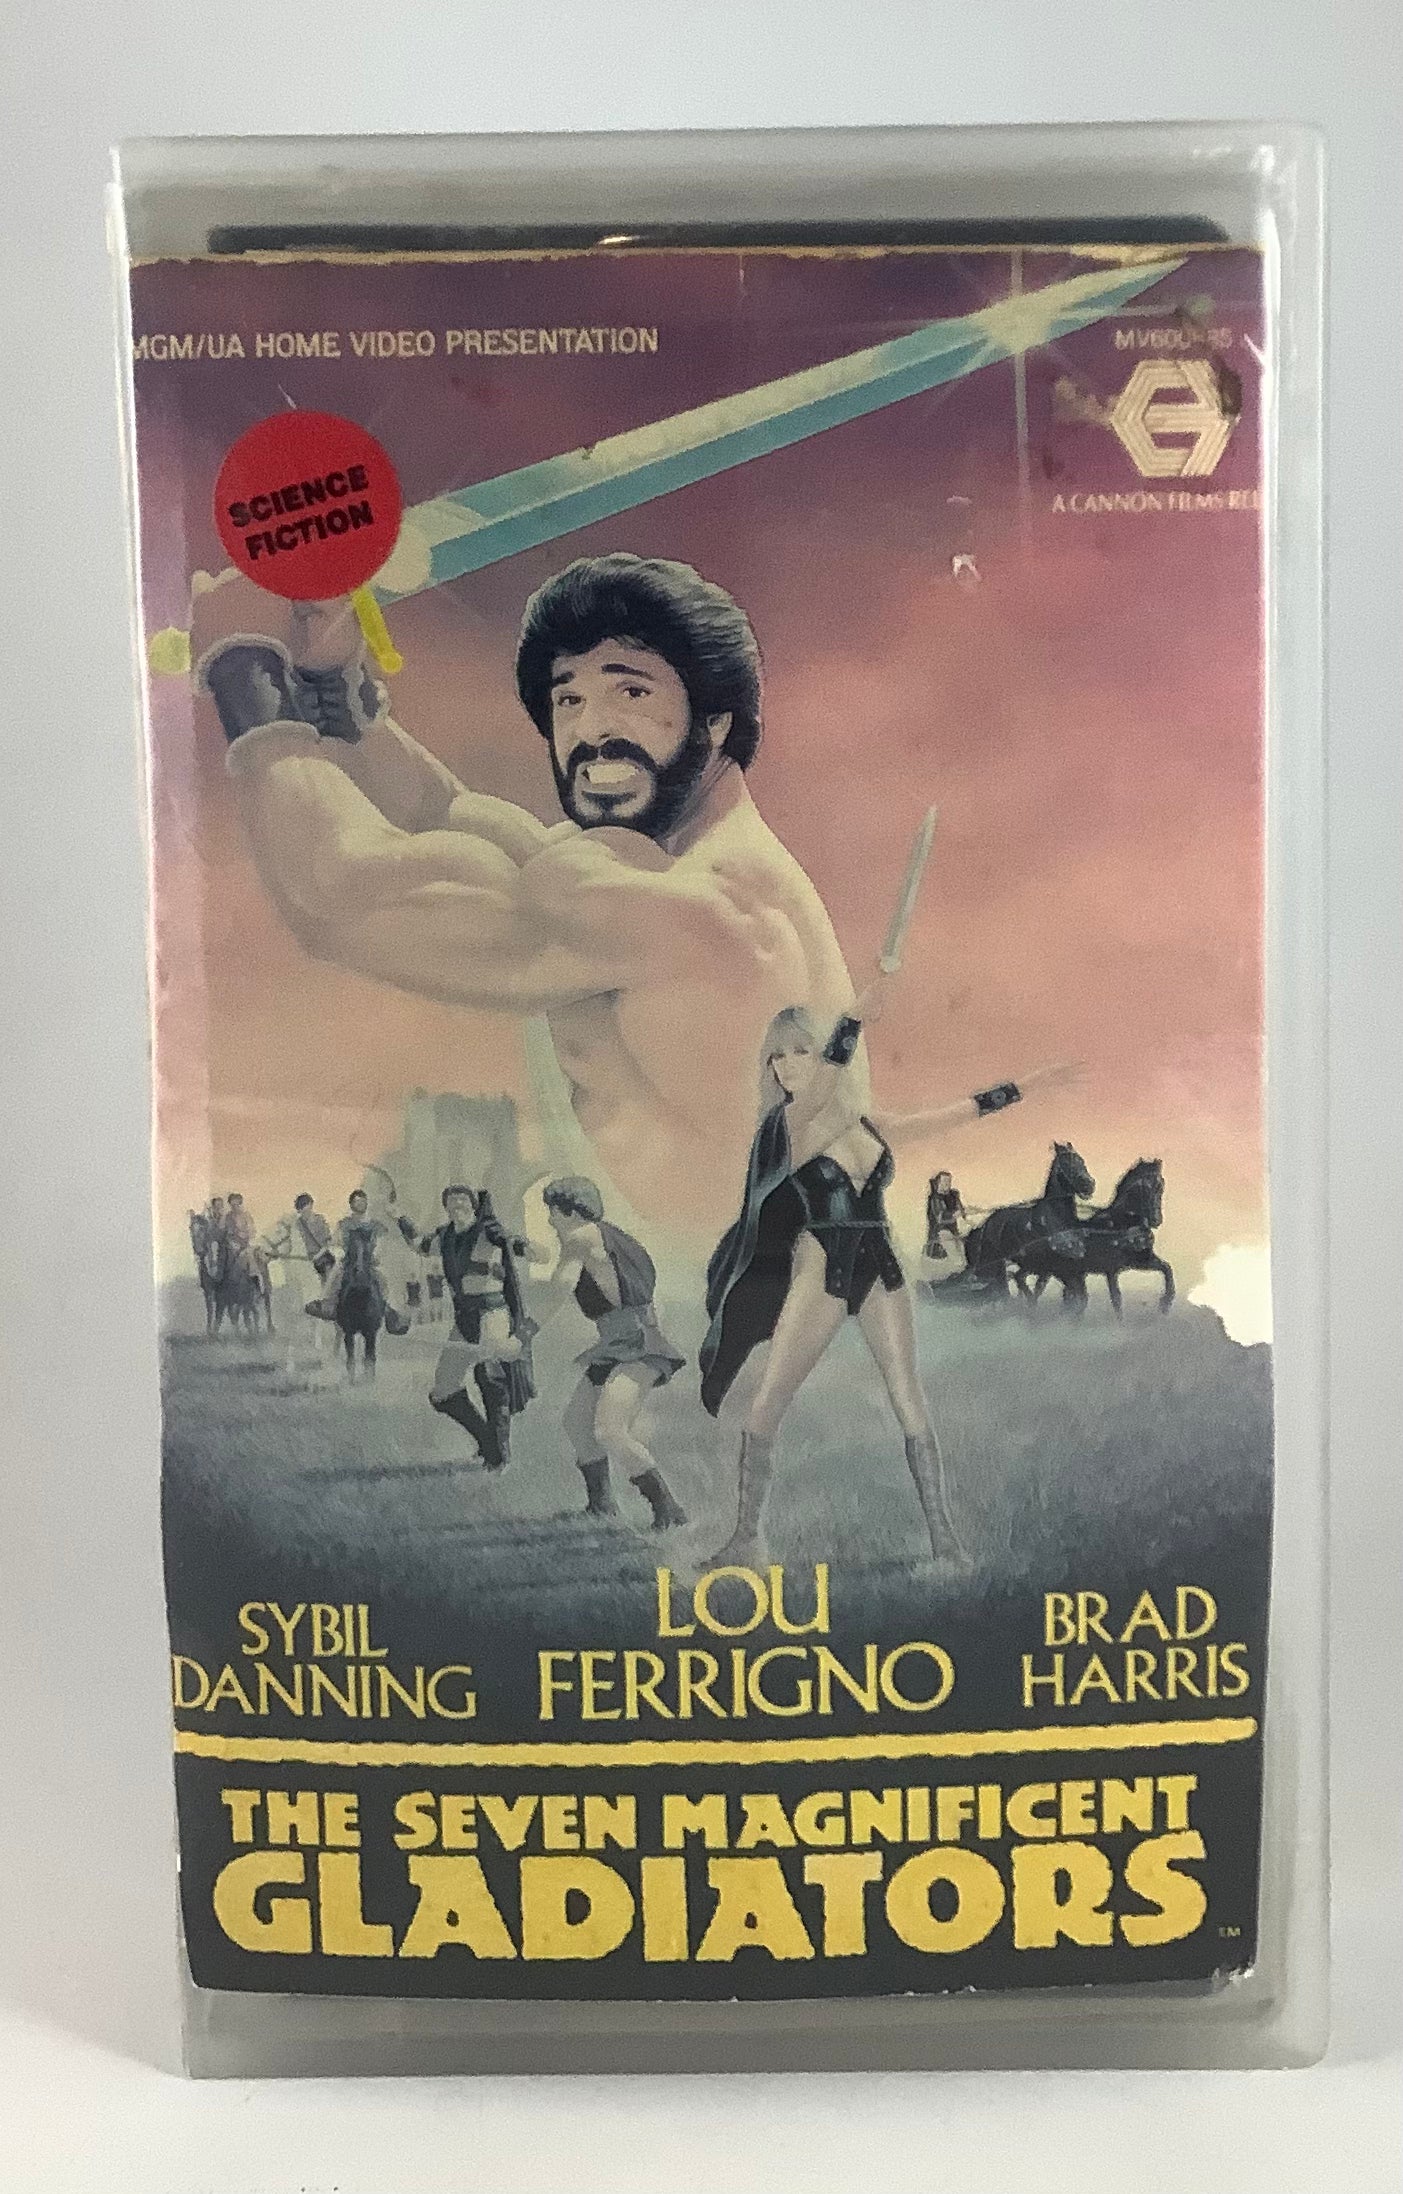 MGM/UA HOME VIDEO PRESENTATION
A CANNON FILMS
SCIENCE
FICTION
SYBIL
DANNING
LOU
FERRIGNO
BRAD
HARRIS
THE SEVEN MAGNIFICENT
GLADIATORS
TM